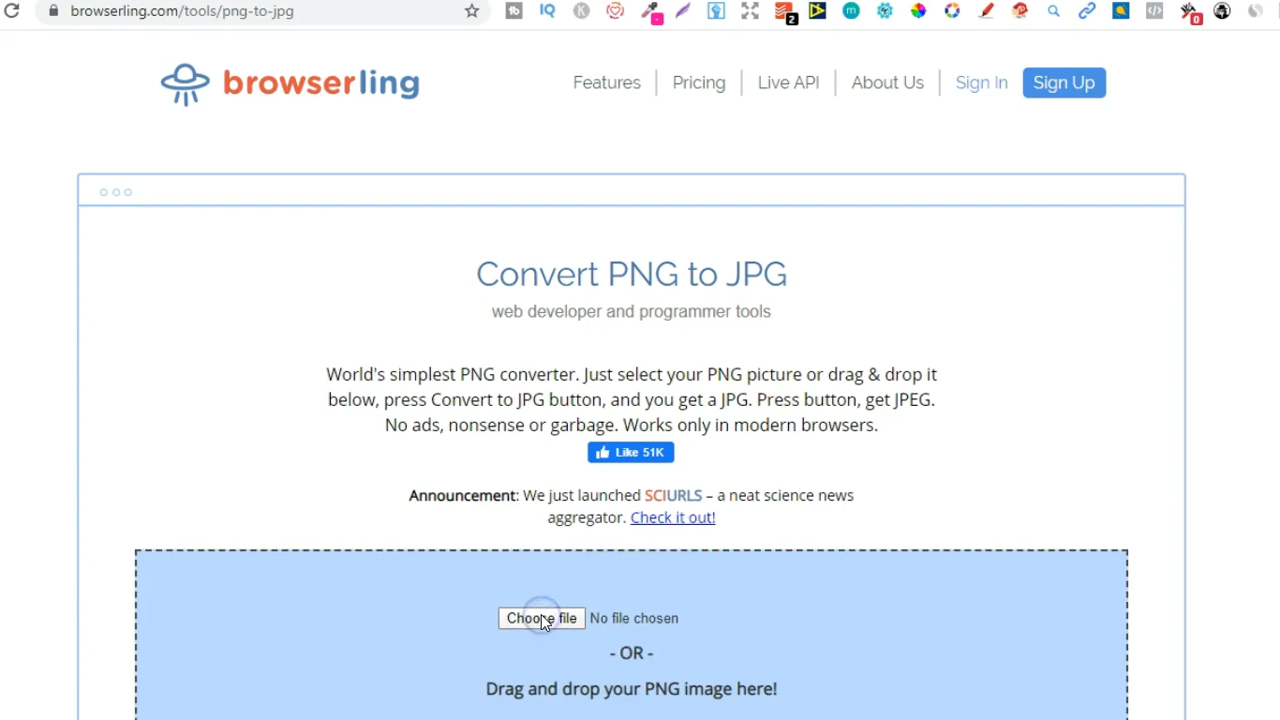 browserling.com/tools/png-to-jpg
IQ
K
m
2
0
browserling
Features
Pricing
Live API
About Us
Sign In
Sign Up
Convert PNG to JPG
web developer and programmer tools
World's simplest PNG converter. Just select your PNG picture or drag & drop it
below, press Convert to JPG button, and you get a JPG. Press button, get JPEG.
No ads, nonsense or garbage. Works only in modern browsers.
Like 51K
Announcement: We just launched SCIURLS – a neat science news
aggregator. Check it out!
Choose file No file chosen
- OR -
Drag and drop your PNG image here!